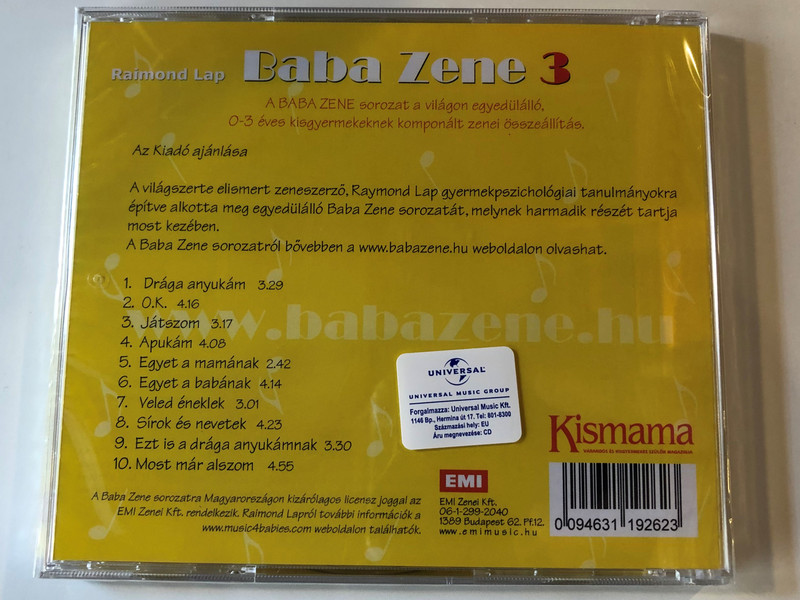 Raimond Lap Baba Zene 3
A BABA ZENE sorozat a világon egyedülálló,
0-3 éves kisgyermekeknek komponált zenei összeállítás.
Az Kiadó ajánlása
A világszerte elismert zeneszerző, Raymond Lap gyermekpszichológiai tanulmányokra
építve alkotta meg egyedülálló Baba Zene sorozatát, melynek harmadik részét tartja
most kezében.
A Baba Zene sorozatról bővebben a www.babazene.hu weboldalon olvashat.
www.babazene.hu
1. Drága anyukám 3.29
2. O.K. 4.16
3. Játszom 3.17
4. Apukám 4.08
5. Egyet a mamának 2.42
6. Egyet a babának 4.14
7. Veled éneklek 3.01
8. Sírok és nevetek 4.23
9. Ezt is a drága anyukámnak 3.30
10. Most már alszom 4.55
UNIVERSAL
UNIVERSAL MUSIC GROUP
Forgalmazza: Universal Music Kft.
1146 Bp., Hermina út 17. Tel: 801-8300
Származási hely: EU
Áru megnevezése: CD
Kismama
VÁRANDÓS ÉS KISGYERMEKES SZÜLŐK MAGAZINJA
A Baba Zene sorozatra Magyarországon kizárólagos licensz joggal az
EMI Zenei Kft. rendelkezik. Raimond Lapról további információk a
www.music4babies.com weboldalon találhatók.
EMI
EMI Zenei Kft.
06-1-299-2040
1389 Budapest 62. Pf.12.
www.emimusic.hu
0 094631 192623